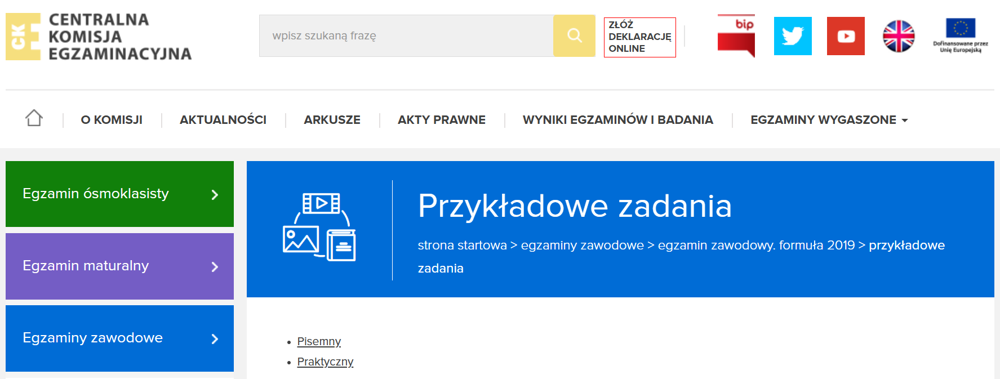 CKE
CENTRALNA
KOMISJA
EGZAMINACYJNA
wpisz szukaną frazę
ZŁÓŻ
DEKLARACJĘ
ONLINE
bip
Dofinansowane przez
Unię Europejską
O KOMISJI
AKTUALNOŚCI
ARKUSZE
AKTY PRAWNE
WYNIKI EGZAMINÓW I BADANIA
EGZAMINY WYGASZONE
Egzamin ósmoklasisty
Egzamin maturalny
Egzaminy zawodowe
Przykładowe zadania
strona startowa > egzaminy zawodowe > egzamin zawodowy. formuła 2019 > przykładowe
zadania
Pisemny
Praktyczny